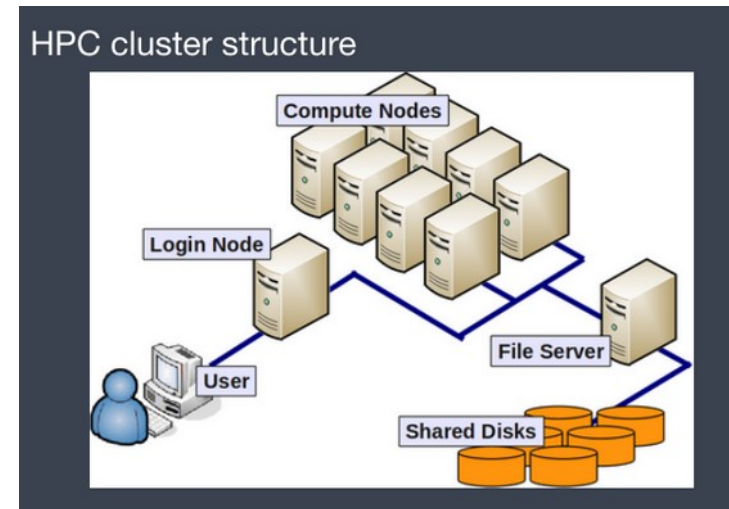 HPC cluster structure
Compute Nodes
Login Node
User
File Server
Shared Disks